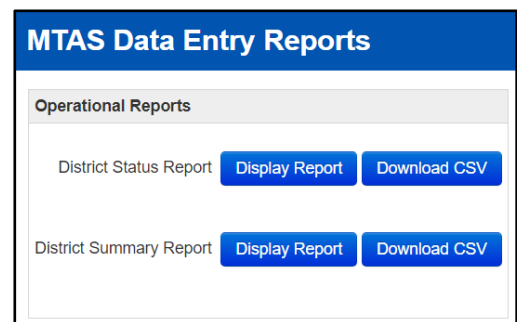 MTAS Data Entry Reports
Operational Reports
District Status Report Display Report Download CSV
District Summary Report Display Report Download CSV